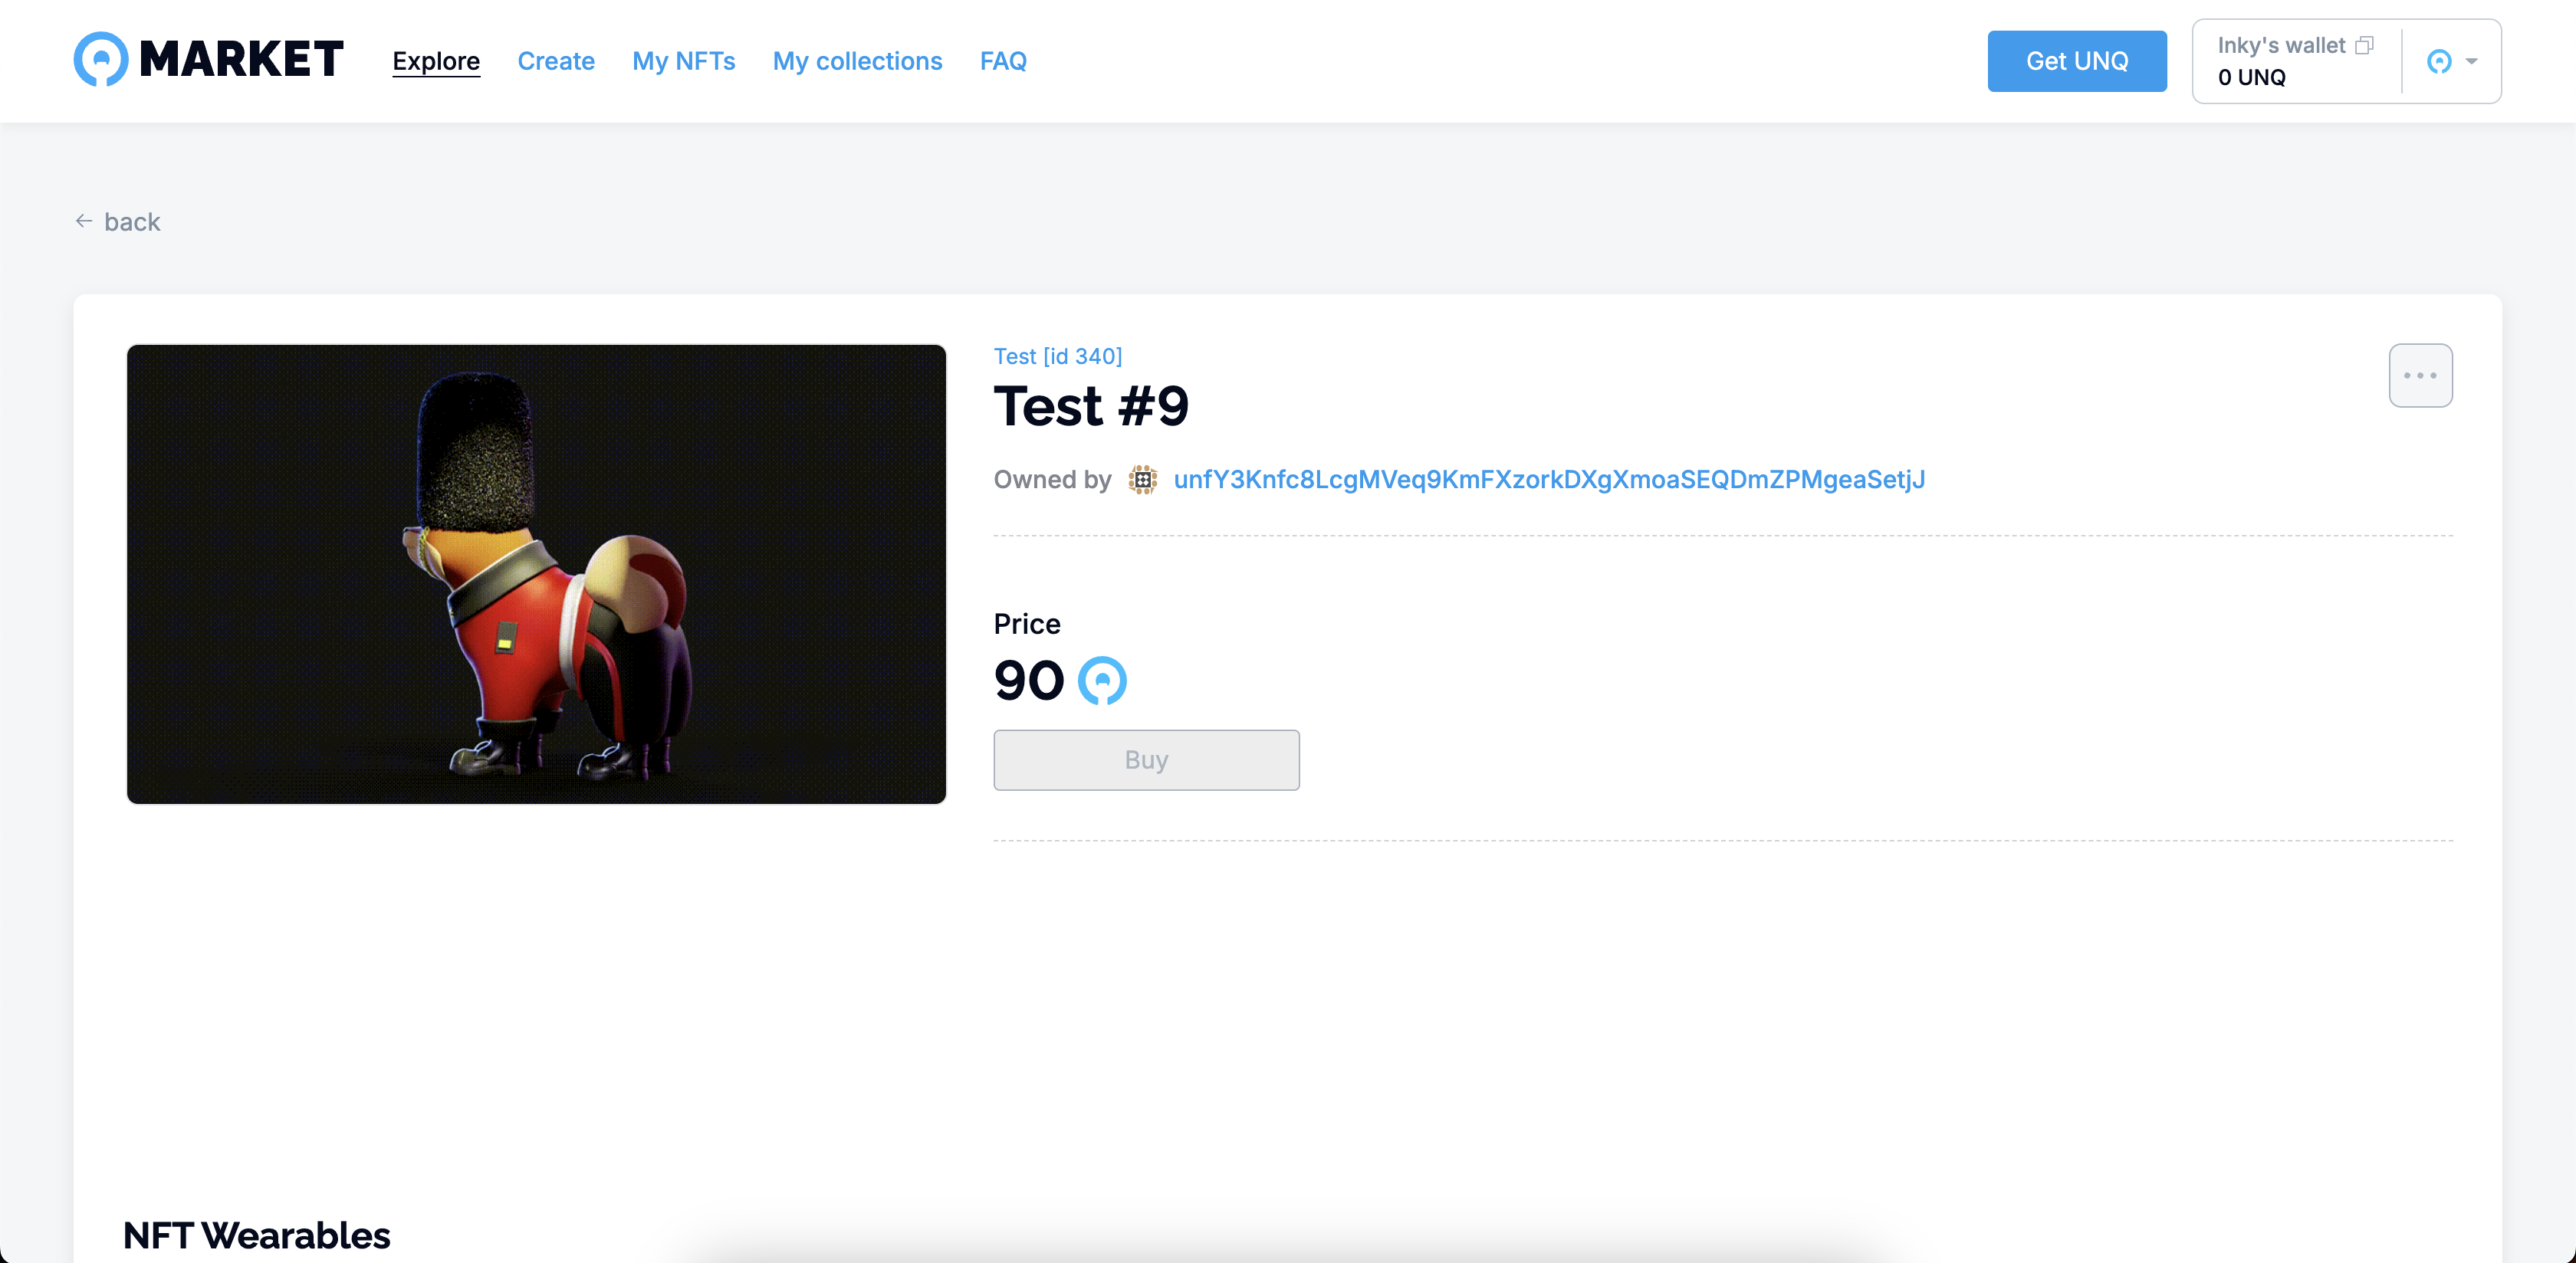 MARKET
Explore
Create
My NFTs
My collections
FAQ
Get UNQ
Inky's wallet
0 UNQ
← back
Test [id 340]
Test #9
Owned by unfY3Knfc8LcgMVeq9KmFXzorkDXgXmoaSEQDmZPMgeaSetjJ
Price
90
Buy
NFT Wearables